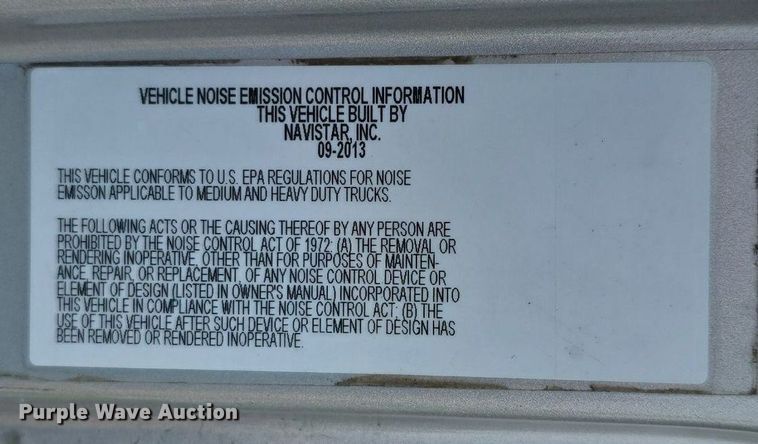 VEHICLE NOISE EMISSION CONTROL INFORMATION
THIS VEHICLE BUILT BY
NAVISTAR, INC.
09-2013
THIS VEHICLE CONFORMS TO U.S. EPA REGULATIONS FOR NOISE
EMISSON APPLICABLE TO MEDIUM AND HEAVY DUTY TRUCKS.
THE FOLLOWING ACTS OR THE CAUSING THEREOF BY ANY PERSON ARE
PROHIBITED BY THE NOISE CONTROL ACT OF 1972: (A) THE REMOVAL OR
RENDERING INOPERATIVE, OTHER THAN FOR PURPOSES OF MAINTEN-
ANCE, REPAIR, OR REPLACEMENT, OF ANY NOISE CONTROL DEVICE OR
ELEMENT OF DESIGN (LISTED IN OWNER'S MANUAL) INCORPORATED INTO
THIS VEHICLE IN COMPLIANCE WITH THE NOISE CONTROL ACT: (B) THE
USE OF THIS VEHICLE AFTER SUCH DEVICE OR ELEMENT OF DESIGN HAS
BEEN REMOVED OR RENDERED INOPERATIVE.
Purple Wave Auction